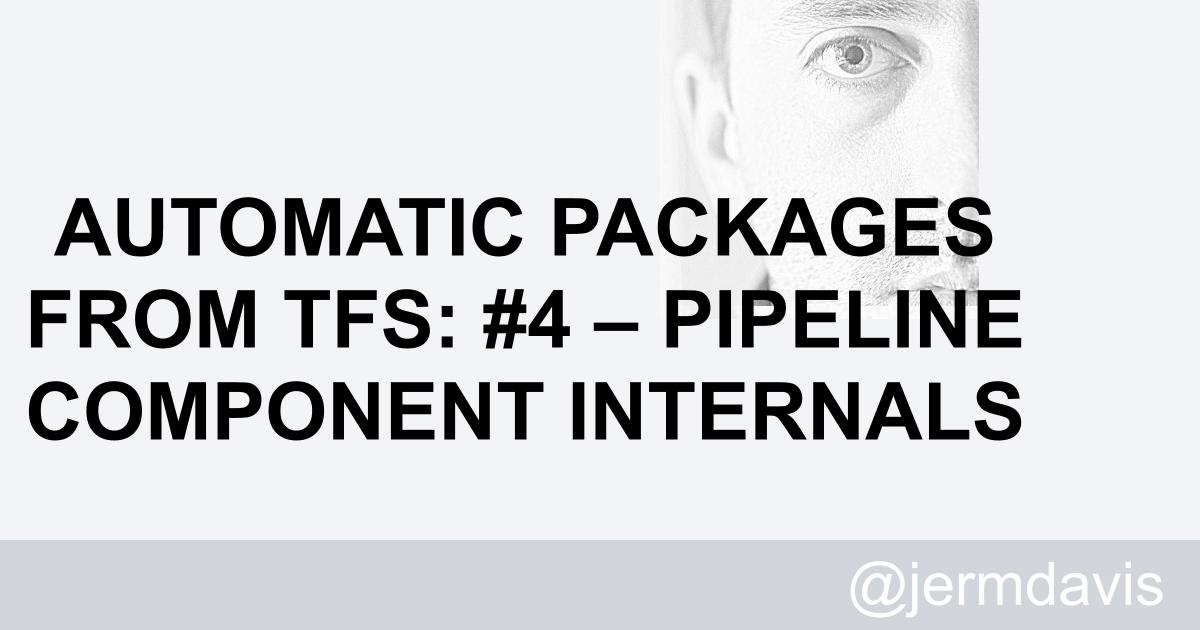 AUTOMATIC PACKAGES
FROM TFS: #4 – PIPELINE
COMPONENT INTERNALS
@jermdavis